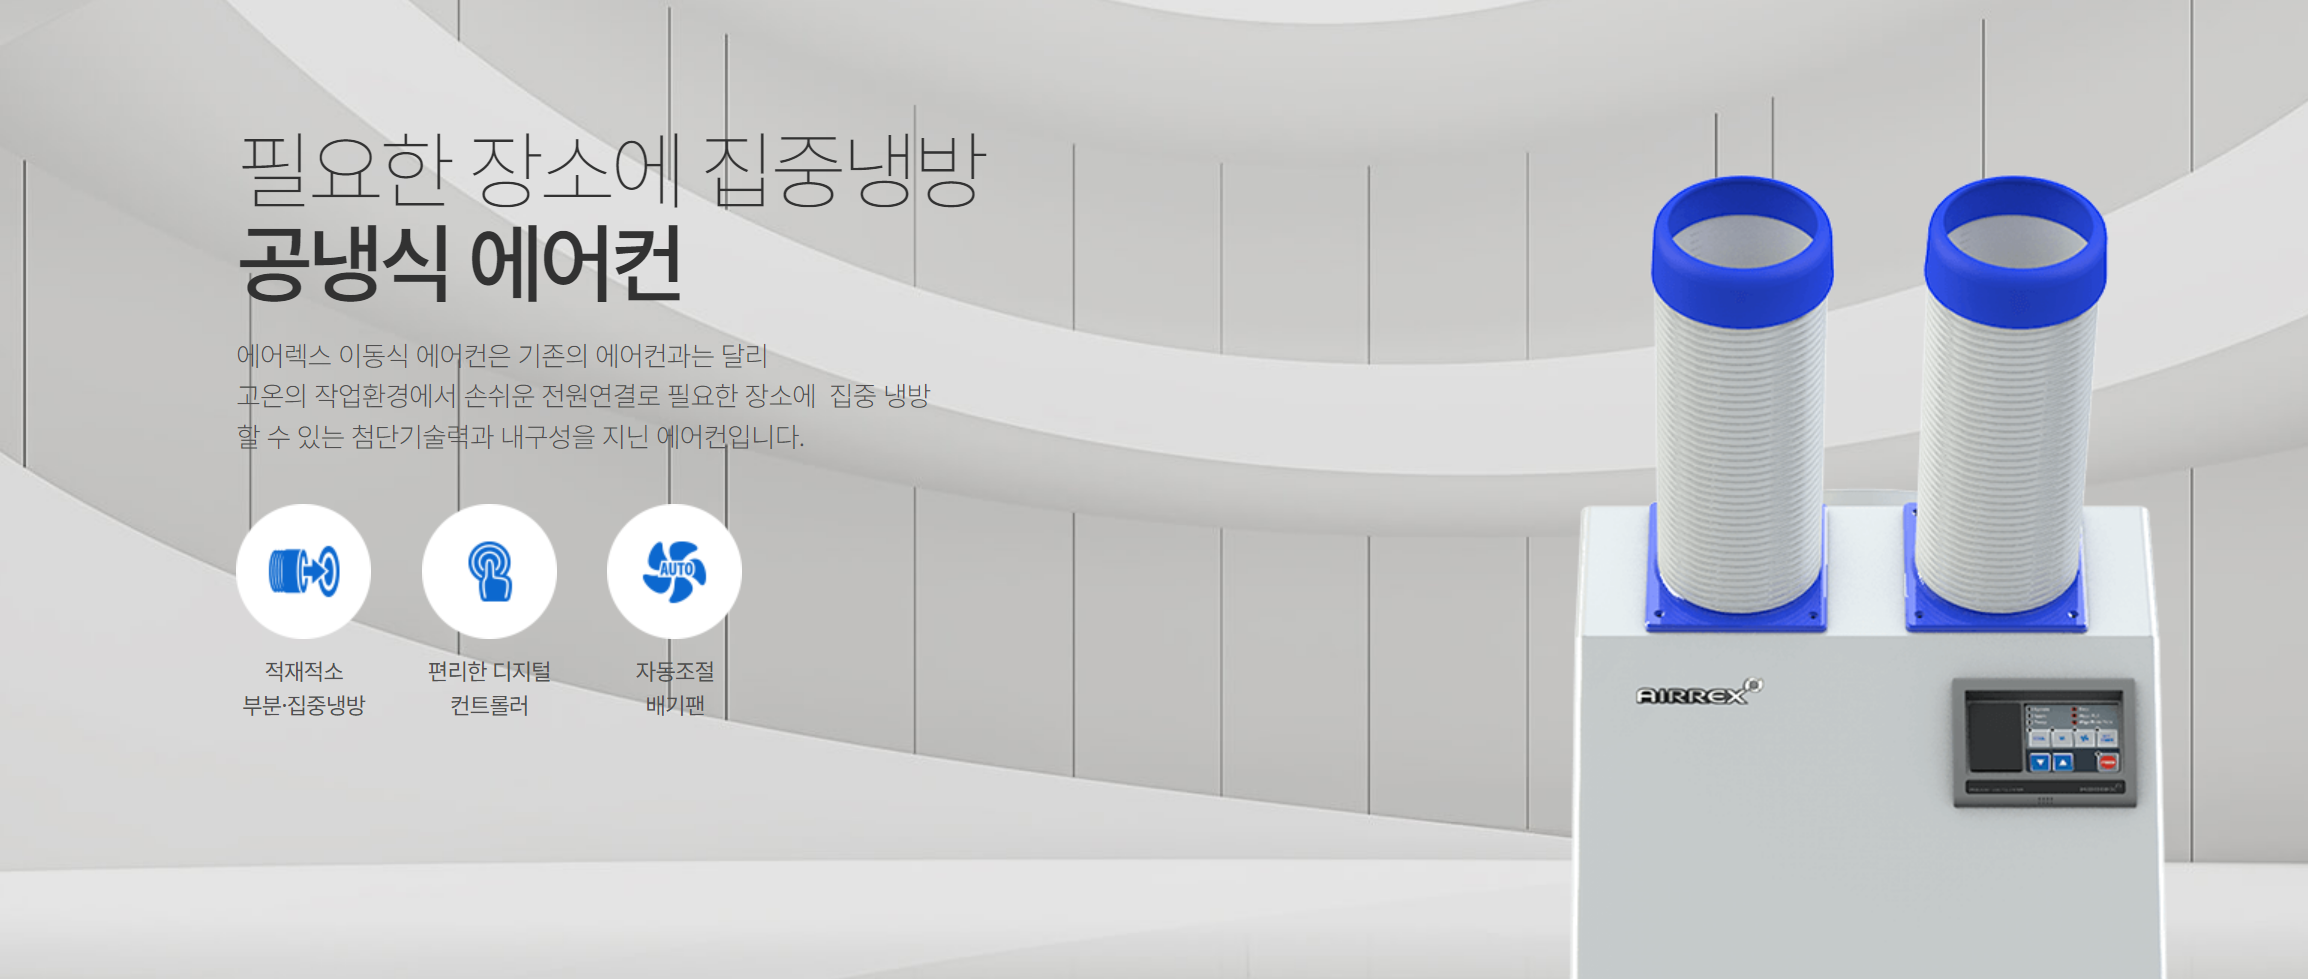 필요한 장소에 집중냉방
공냉식 에어컨
에어렉스 이동식 에어컨은 기존의 에어컨과는 달리
고온의 작업환경에서 손쉬운 전원연결로 필요한 장소에 집중 냉방
할 수 있는 첨단기술력과 내구성을 지닌 에어컨입니다.
AUTO
적재적소
부분·집중냉방
편리한 디지털
컨트롤러
자동조절
배기팬
AIRREX